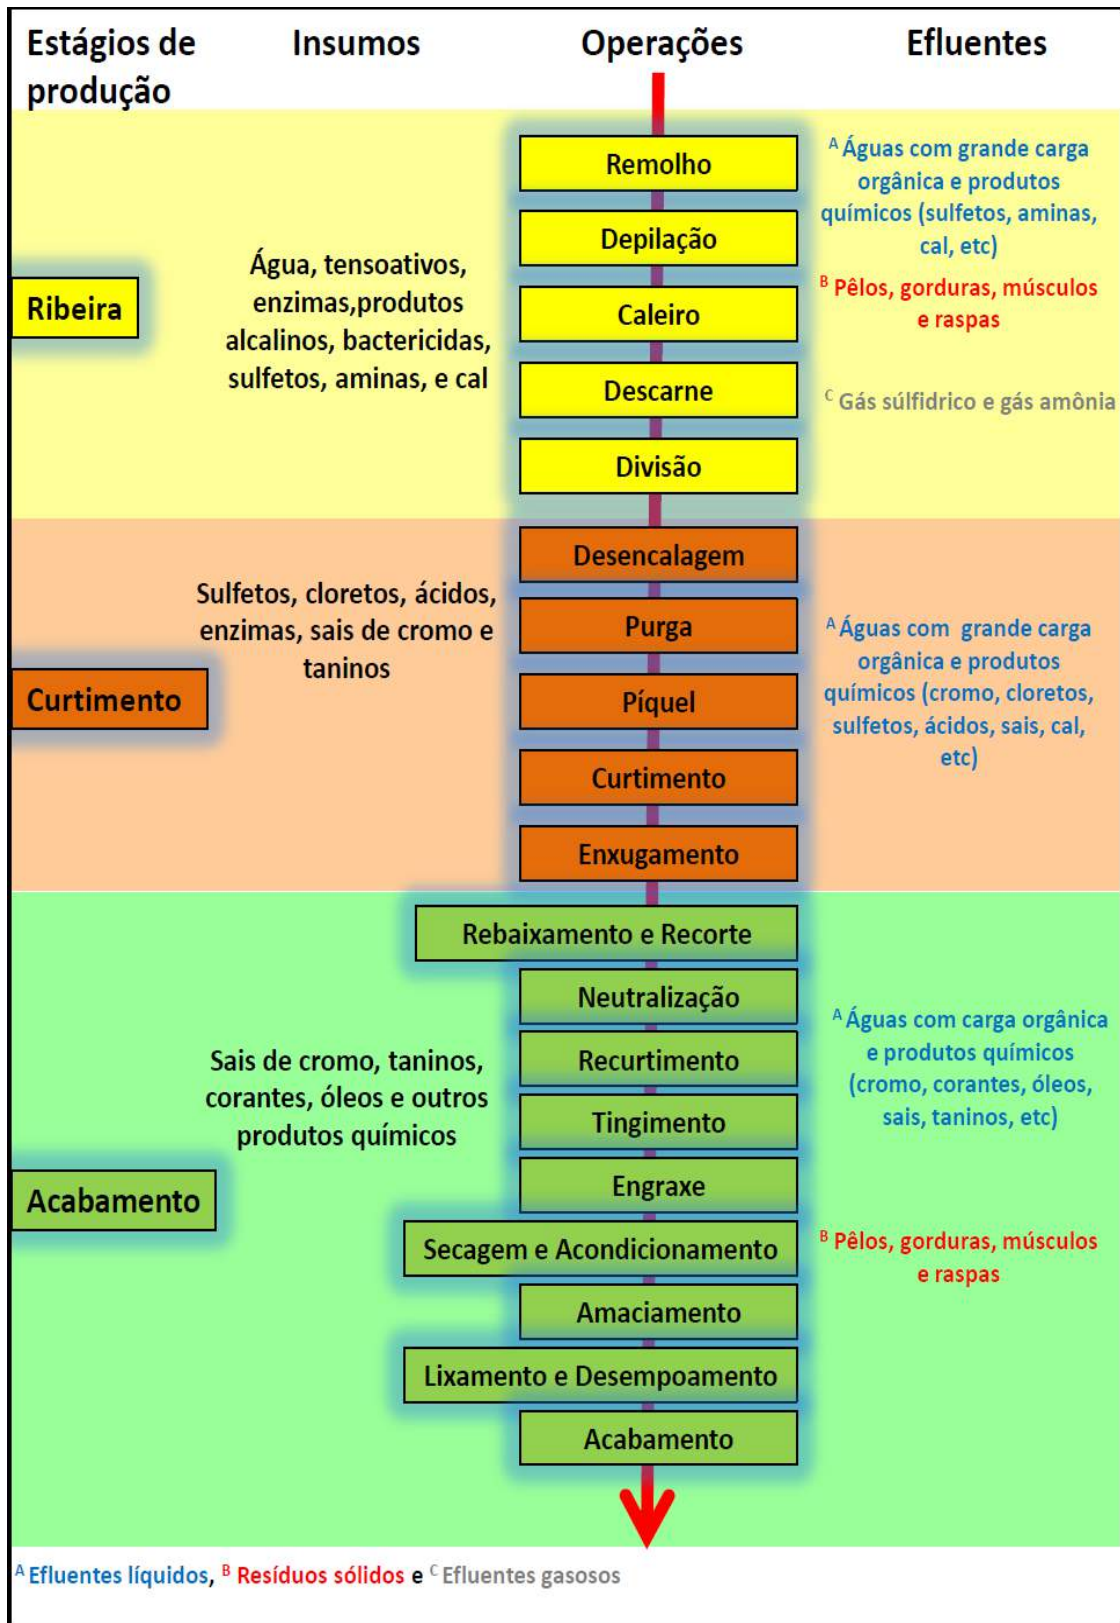 Estágios de
produção
Insumos
Operações
Efluentes
Ribeira
Água, tensoativos,
enzimas,produtos
alcalinos, bactericidas,
sulfetos, aminas, e cal
Remolho
Depilação
Caleiro
Descarne
Divisão
A Águas com grande carga
orgânica e produtos
químicos (sulfetos, aminas,
cal, etc)
B Pêlos, gorduras, músculos
e raspas
C Gás súlfidrico e gás amônia
Curtimento
Sulfetos, cloretos, ácidos,
enzimas, sais de cromo e
taninos
Desencalagem
Purga
Píquel
Curtimento
Enxugamento
A Águas com grande carga
orgânica e produtos
químicos (cromo, cloretos,
sulfetos, ácidos, sais, cal,
etc)
Acabamento
Sais de cromo, taninos,
corantes, óleos e outros
produtos químicos
Rebaixamento e Recorte
Neutralização
Recurtimento
Tingimento
Engraxe
Secagem e Acondicionamento
Amaciamento
Lixamento e Desempoamento
Acabamento
A Águas com carga orgânica
e produtos químicos
(cromo, corantes, óleos,
sais, taninos, etc)
B Pêlos, gorduras, músculos
e raspas
A Efluentes líquidos, B Resíduos sólidos e C Efluentes gasosos